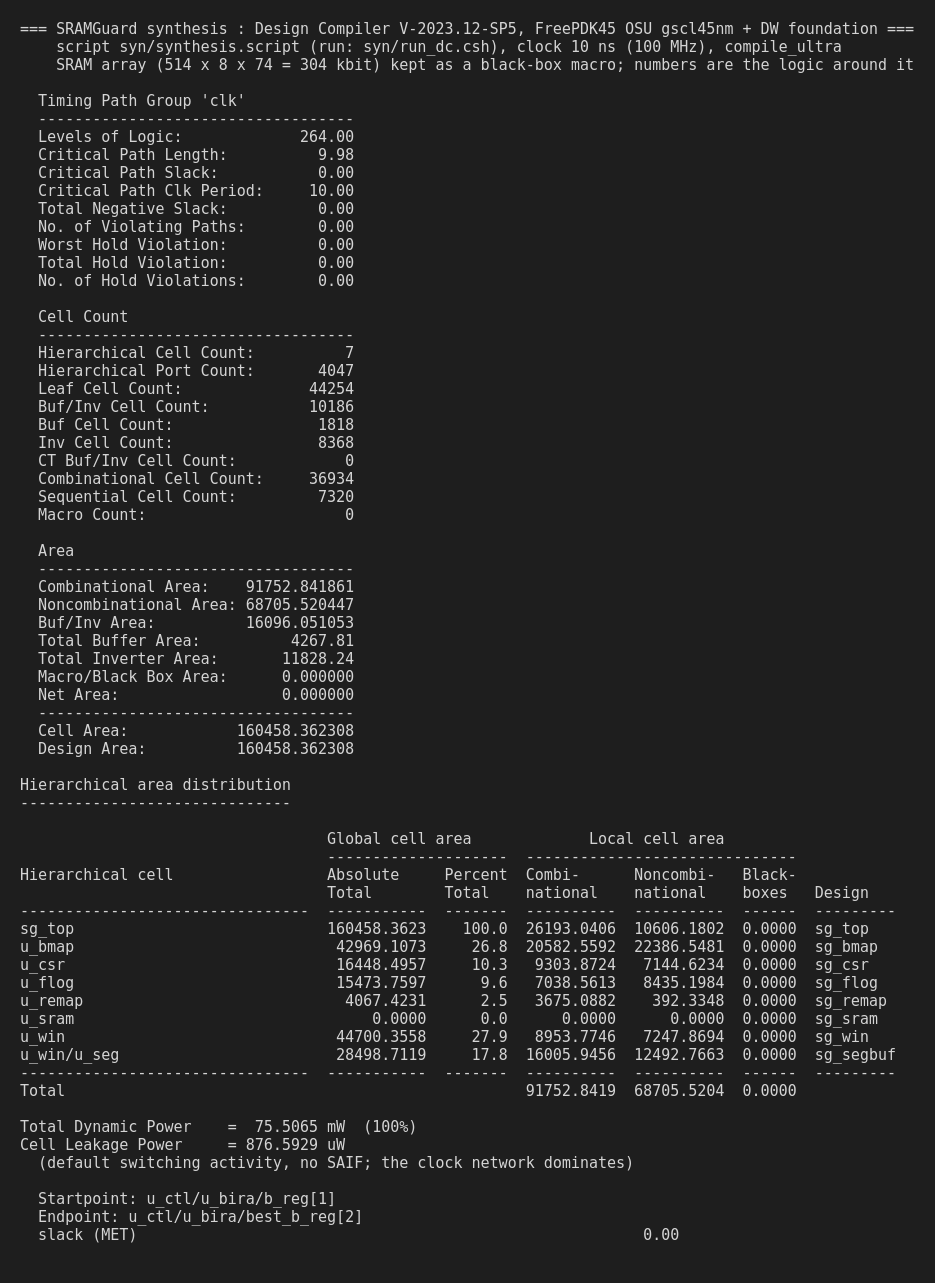 === SRAMGuard synthesis : Design Compiler V-2023.12-SP5, FreePDK45 OSU gscl45nm + DW foundation ===
    script syn/synthesis.script (run: syn/run_dc.csh), clock 10 ns (100 MHz), compile_ultra
    SRAM array (514 x 8 x 74 = 304 kbit) kept as a black-box macro; numbers are the logic around it

  Timing Path Group 'clk'
  -----------------------------------
  Levels of Logic:             264.00
  Critical Path Length:          9.98
  Critical Path Slack:           0.00
  Critical Path Clk Period:     10.00
  Total Negative Slack:          0.00
  No. of Violating Paths:        0.00
  Worst Hold Violation:          0.00
  Total Hold Violation:          0.00
  No. of Hold Violations:        0.00

  Cell Count
  -----------------------------------
  Hierarchical Cell Count:          7
  Hierarchical Port Count:       4047
  Leaf Cell Count:              44254
  Buf/Inv Cell Count:           10186
  Buf Cell Count:                1818
  Inv Cell Count:                8368
  CT Buf/Inv Cell Count:            0
  Combinational Cell Count:     36934
  Sequential Cell Count:         7320
  Macro Count:                      0

  Area
  -----------------------------------
  Combinational Area:    91752.841861
  Noncombinational Area: 68705.520447
  Buf/Inv Area:          16096.051053
  Total Buffer Area:          4267.81
  Total Inverter Area:       11828.24
  Macro/Black Box Area:      0.000000
  Net Area:                  0.000000
  -----------------------------------
  Cell Area:            160458.362308
  Design Area:          160458.362308

Hierarchical area distribution
------------------------------

                                  Global cell area             Local cell area
                                  --------------------  ------------------------------
Hierarchical cell                 Absolute     Percent  Combi-      Noncombi-   Black-
                                  Total        Total    national    national    boxes   Design
--------------------------------  -----------  -------  ----------  ----------  ------  ---------
sg_top                            160458.3623    100.0  26193.0406  10606.1802  0.0000  sg_top
u_bmap                             42969.1073     26.8  20582.5592  22386.5481  0.0000  sg_bmap
u_csr                              16448.4957     10.3   9303.8724   7144.6234  0.0000  sg_csr
u_flog                             15473.7597      9.6   7038.5613   8435.1984  0.0000  sg_flog
u_remap                             4067.4231      2.5   3675.0882    392.3348  0.0000  sg_remap
u_sram                                 0.0000      0.0      0.0000      0.0000  0.0000  sg_sram
u_win                              44700.3558     27.9   8953.7746   7247.8694  0.0000  sg_win
u_win/u_seg                        28498.7119     17.8  16005.9456  12492.7663  0.0000  sg_segbuf
--------------------------------  -----------  -------  ----------  ----------  ------  ---------
Total                                                   91752.8419  68705.5204  0.0000

Total Dynamic Power    =  75.5065 mW  (100%)
Cell Leakage Power     = 876.5929 uW
  (default switching activity, no SAIF; the clock network dominates)

  Startpoint: u_ctl/u_bira/b_reg[1]
  Endpoint: u_ctl/u_bira/best_b_reg[2]
  slack (MET)                                                        0.00